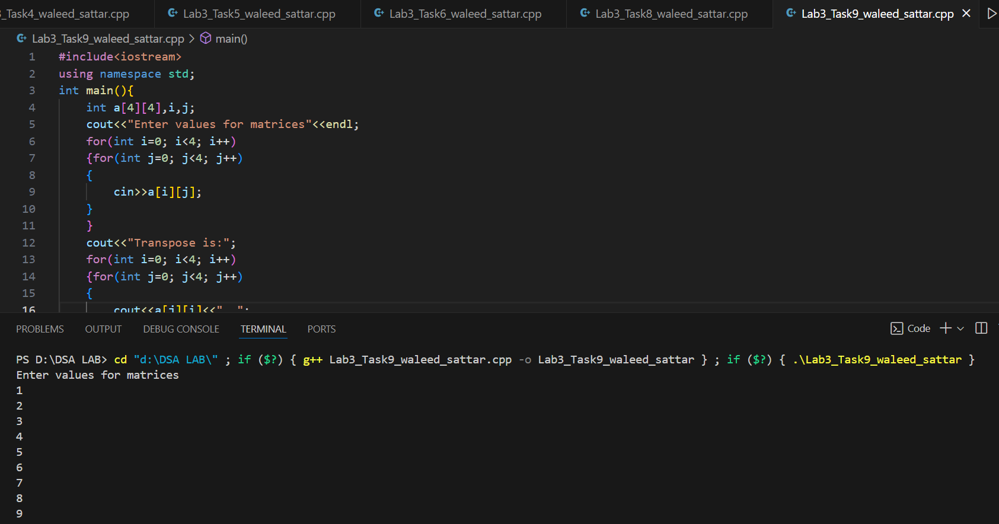 3_Task4_waleed_sattar.cpp Lab3_Task5_waleed_sattar.cpp Lab3_Task6_waleed_sattar.cpp Lab3_Task8_waleed_sattar.cpp Lab3_Task9_waleed_sattar.cpp
Lab3_Task9_waleed_sattar.cpp > main()
1 #include<iostream>
2 using namespace std;
3 int main(){
4 int a[4][4],i,j;
5 cout<<"Enter values for matrices"<<endl;
6 for(int i=0; i<4; i++)
7 {for(int j=0; j<4; j++)
8 {
9 cin>>a[i][j];
10 }
11 }
12 cout<<"Transpose is:";
13 for(int i=0; i<4; i++)
14 {for(int j=0; j<4; j++)
15 {
16 cout<<a[j][i]<<"  ";
PROBLEMS OUTPUT DEBUG CONSOLE TERMINAL PORTS Code
PS D:\DSA LAB> cd "d:\DSA LAB\" ; if ($?) { g++ Lab3_Task9_waleed_sattar.cpp -o Lab3_Task9_waleed_sattar } ; if ($?) { .\Lab3_Task9_waleed_sattar }
Enter values for matrices
1
2
3
4
5
6
7
8
9